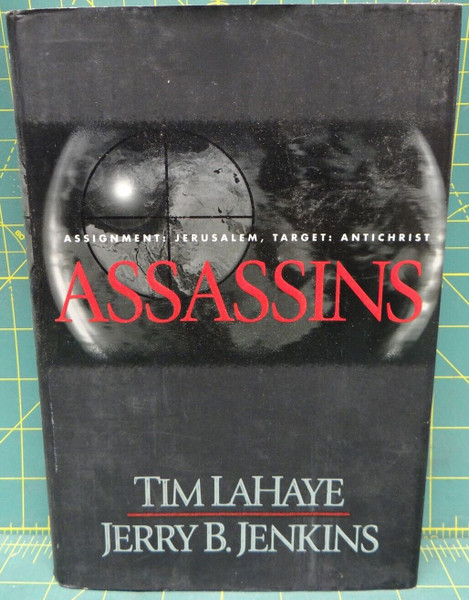 ASSIGNMENT: JERUSALEM, TARGET: ANTICHRIST
ASSASSINS
TIM LAHAYE
JERRY B. JENKINS